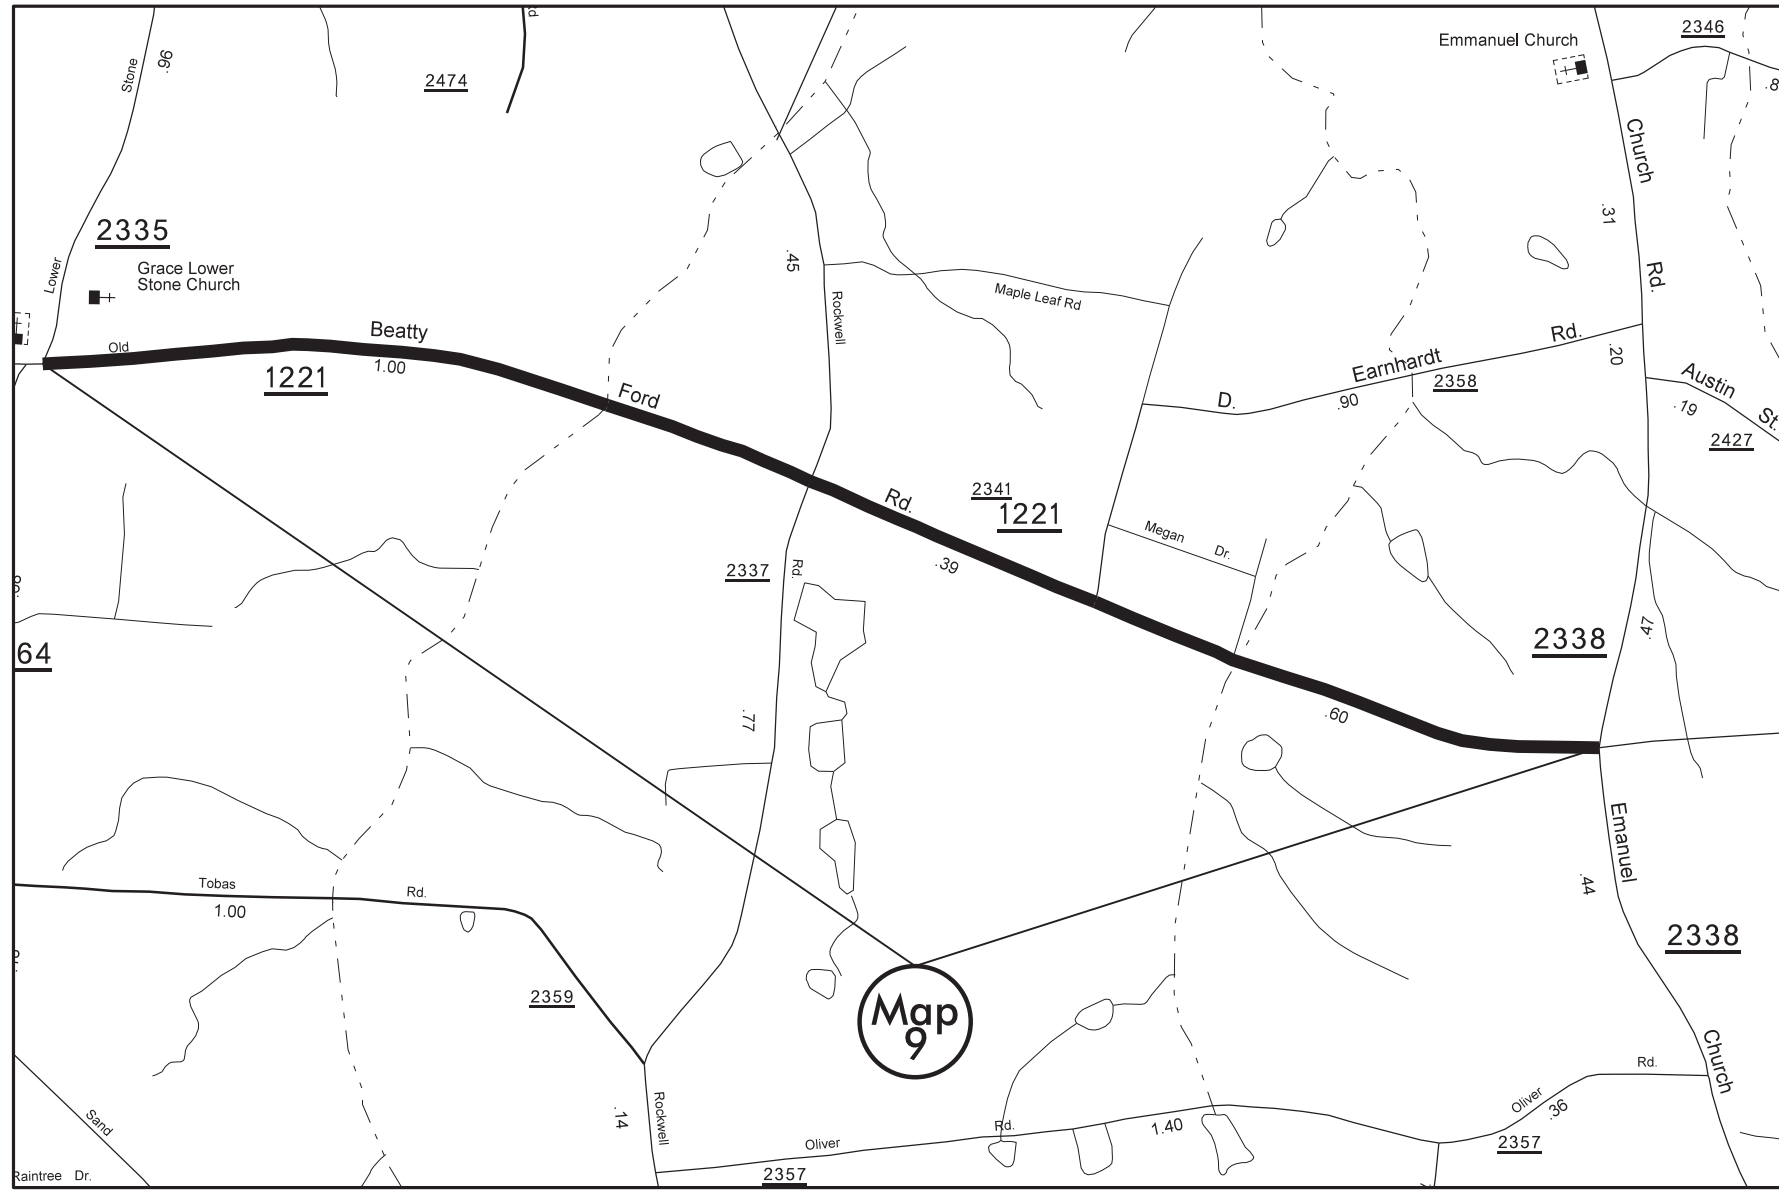 Stone
.96
2474
Emmanuel Church
2346
Church
2335
Grace Lower
Stone Church
Lower
.31
.45
Rd.
Maple Leaf Rd
Rockwell
Old
Beatty
1.00
1221
Ford
Rd.
.20
Earnhardt
2358
D.
.90
Austin
.19
St.
2427
Rd.
2341
1221
Megan Dr.
.39
2337
Rd.
64
2338
.47
.77
.60
Emanuel
.44
Tobas Rd.
1.00
2338
2359
Map
9
Church
Rd.
Oliver
.36
Sand
.14
Rockwell
Rd.
1.40
Oliver
2357
2357
Raintree Dr.